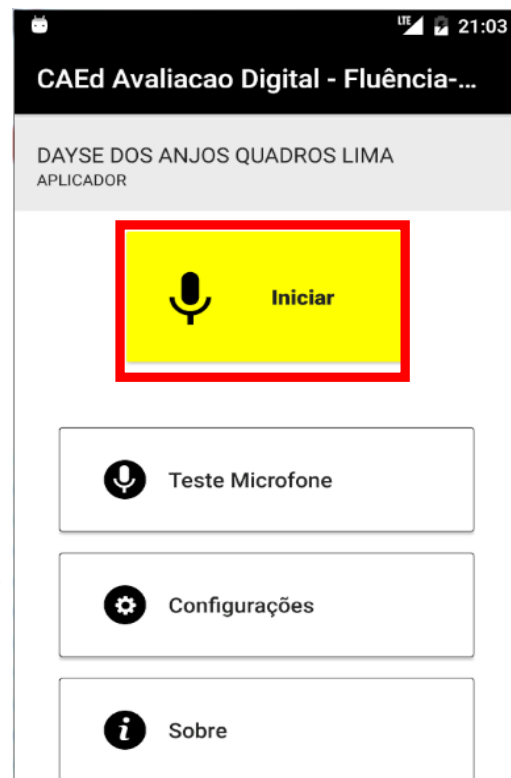 LTE 21:03
CAEd Avaliacao Digital - Fluência-...
DAYSE DOS ANJOS QUADROS LIMA
APLICADOR
Iniciar
Teste Microfone
Configurações
Sobre